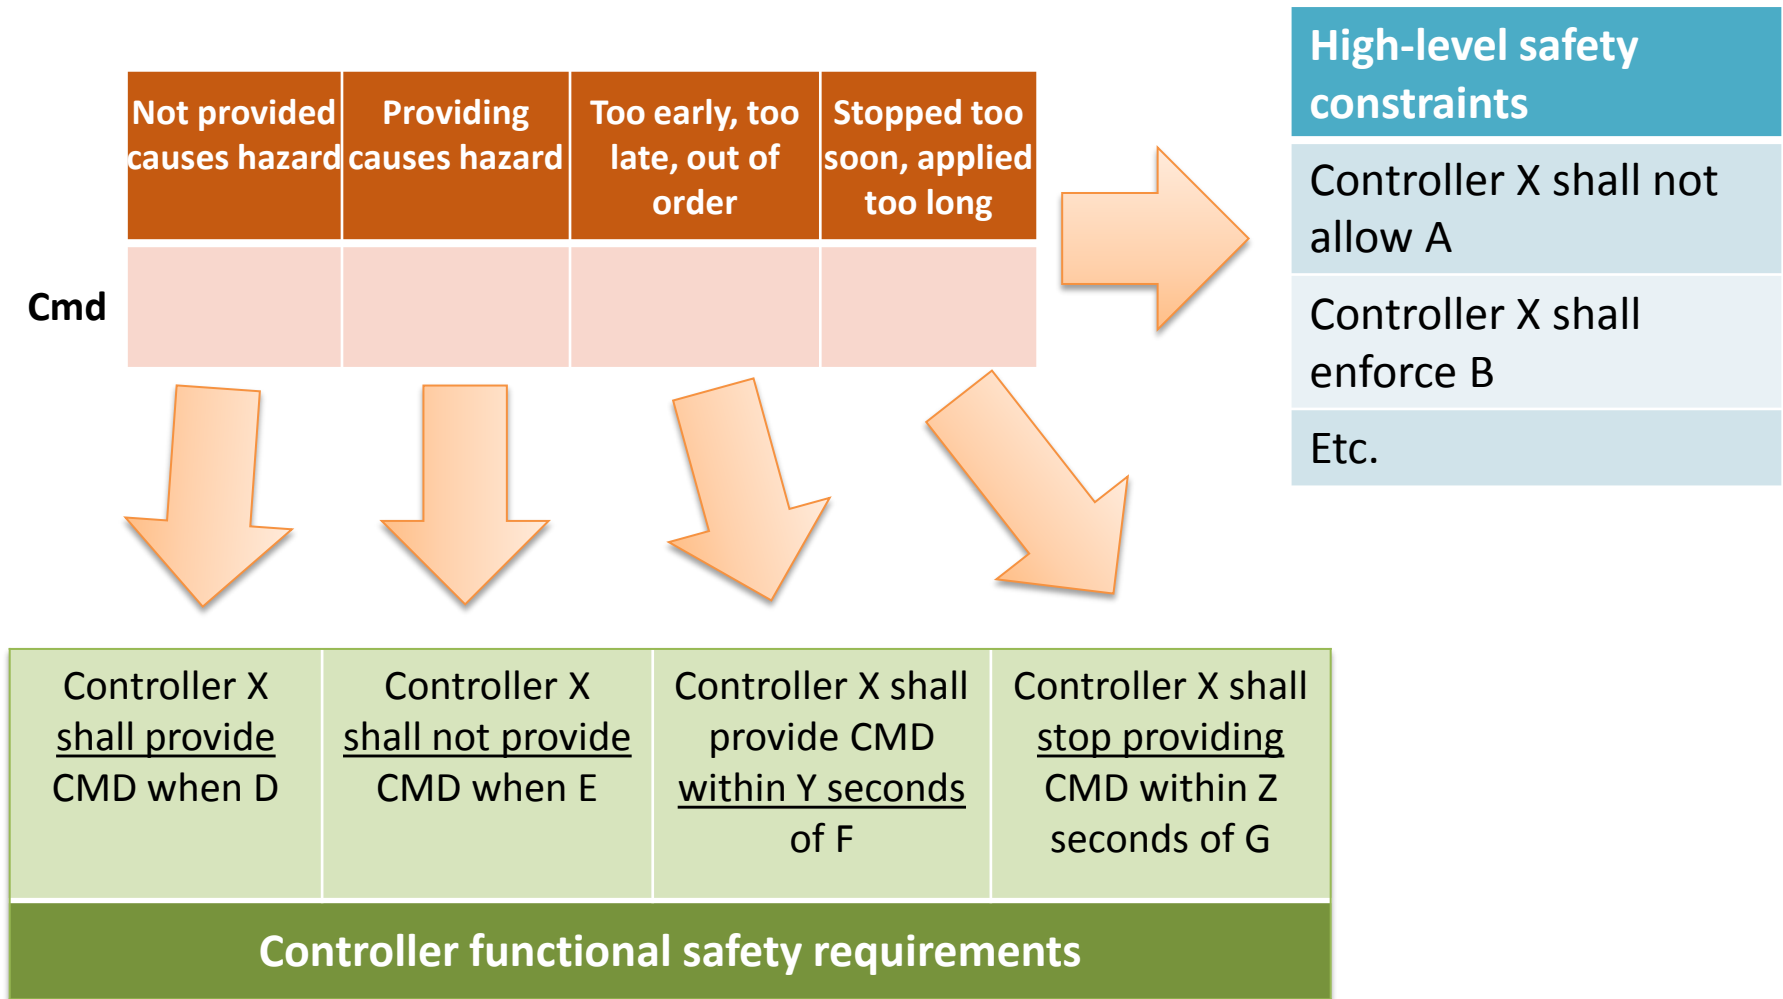 Not provided
causes hazard
Providing
causes hazard
Too early, too
late, out of
order
Stopped too
soon, applied
too long
Cmd
High-level safety
constraints
Controller X shall not
allow A
Controller X shall
enforce B
Etc.
Controller X
shall provide
CMD when D
Controller X
shall not provide
CMD when E
Controller X shall
provide CMD
within Y seconds
of F
Controller X shall
stop providing
CMD within Z
seconds of G
Controller functional safety requirements